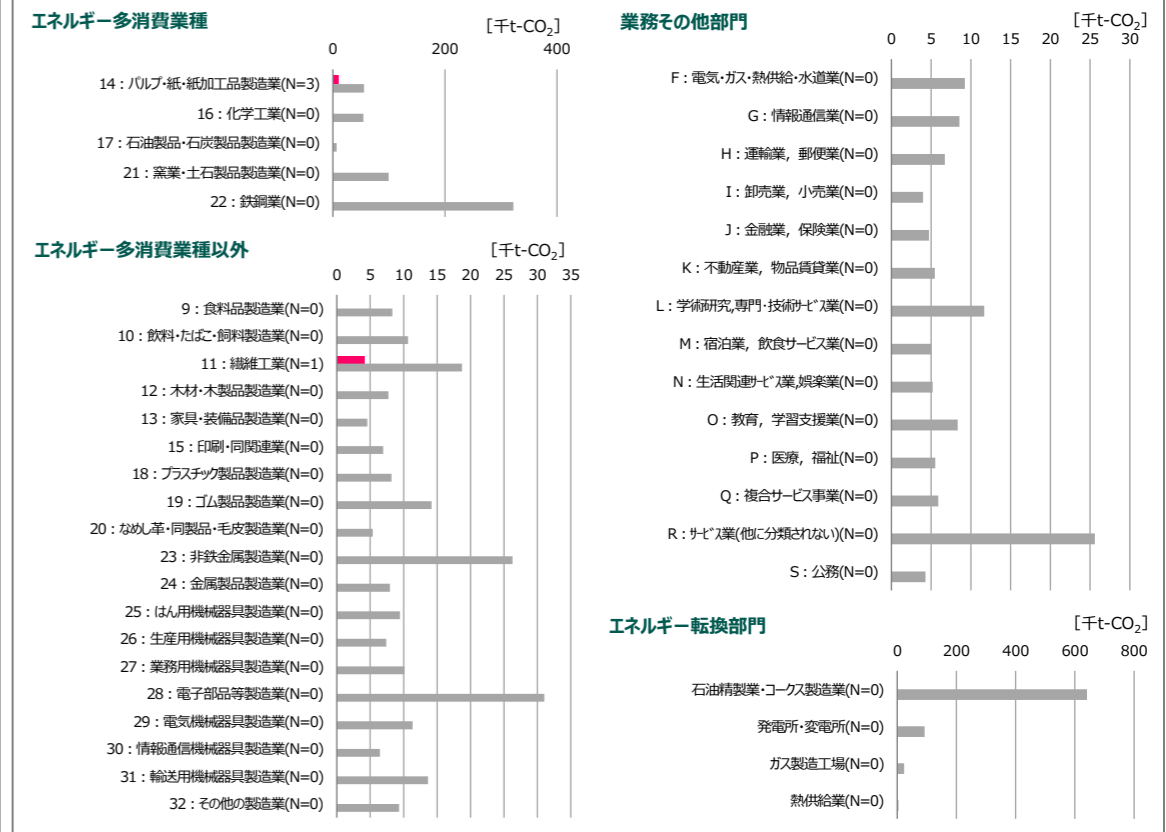 エネルギー多消費業種
[千t-CO₂]
0 200 400
14：パルプ・紙・紙加工品製造業(N=3)
16：化学工業(N=0)
17：石油製品・石炭製品製造業(N=0)
21：窯業・土石製品製造業(N=0)
22：鉄鋼業(N=0)
エネルギー多消費業種以外
[千t-CO₂]
0 5 10 15 20 25 30 35
9：食料品製造業(N=0)
10：飲料・たばこ・飼料製造業(N=0)
11：繊維工業(N=1)
12：木材・木製品製造業(N=0)
13：家具・装備品製造業(N=0)
15：印刷・同関連業(N=0)
18：プラスチック製品製造業(N=0)
19：ゴム製品製造業(N=0)
20：なめし革・同製品・毛皮製造業(N=0)
23：非鉄金属製造業(N=0)
24：金属製品製造業(N=0)
25：はん用機械器具製造業(N=0)
26：生産用機械器具製造業(N=0)
27：業務用機械器具製造業(N=0)
28：電子部品等製造業(N=0)
29：電気機械器具製造業(N=0)
30：情報通信機械器具製造業(N=0)
31：輸送用機械器具製造業(N=0)
32：その他の製造業(N=0)
業務その他部門
[千t-CO₂]
0 5 10 15 20 25 30
F：電気・ガス・熱供給・水道業(N=0)
G：情報通信業(N=0)
H：運輸業，郵便業(N=0)
I：卸売業，小売業(N=0)
J：金融業，保険業(N=0)
K：不動産業，物品賃貸業(N=0)
L：学術研究,専門・技術サービス業(N=0)
M：宿泊業，飲食サービス業(N=0)
N：生活関連サービス業,娯楽業(N=0)
O：教育，学習支援業(N=0)
P：医療，福祉(N=0)
Q：複合サービス事業(N=0)
R：サービス業(他に分類されない)(N=0)
S：公務(N=0)
エネルギー転換部門
[千t-CO₂]
0 200 400 600 800
石油精製業・コークス製造業(N=0)
発電所・変電所(N=0)
ガス製造工場(N=0)
熱供給業(N=0)